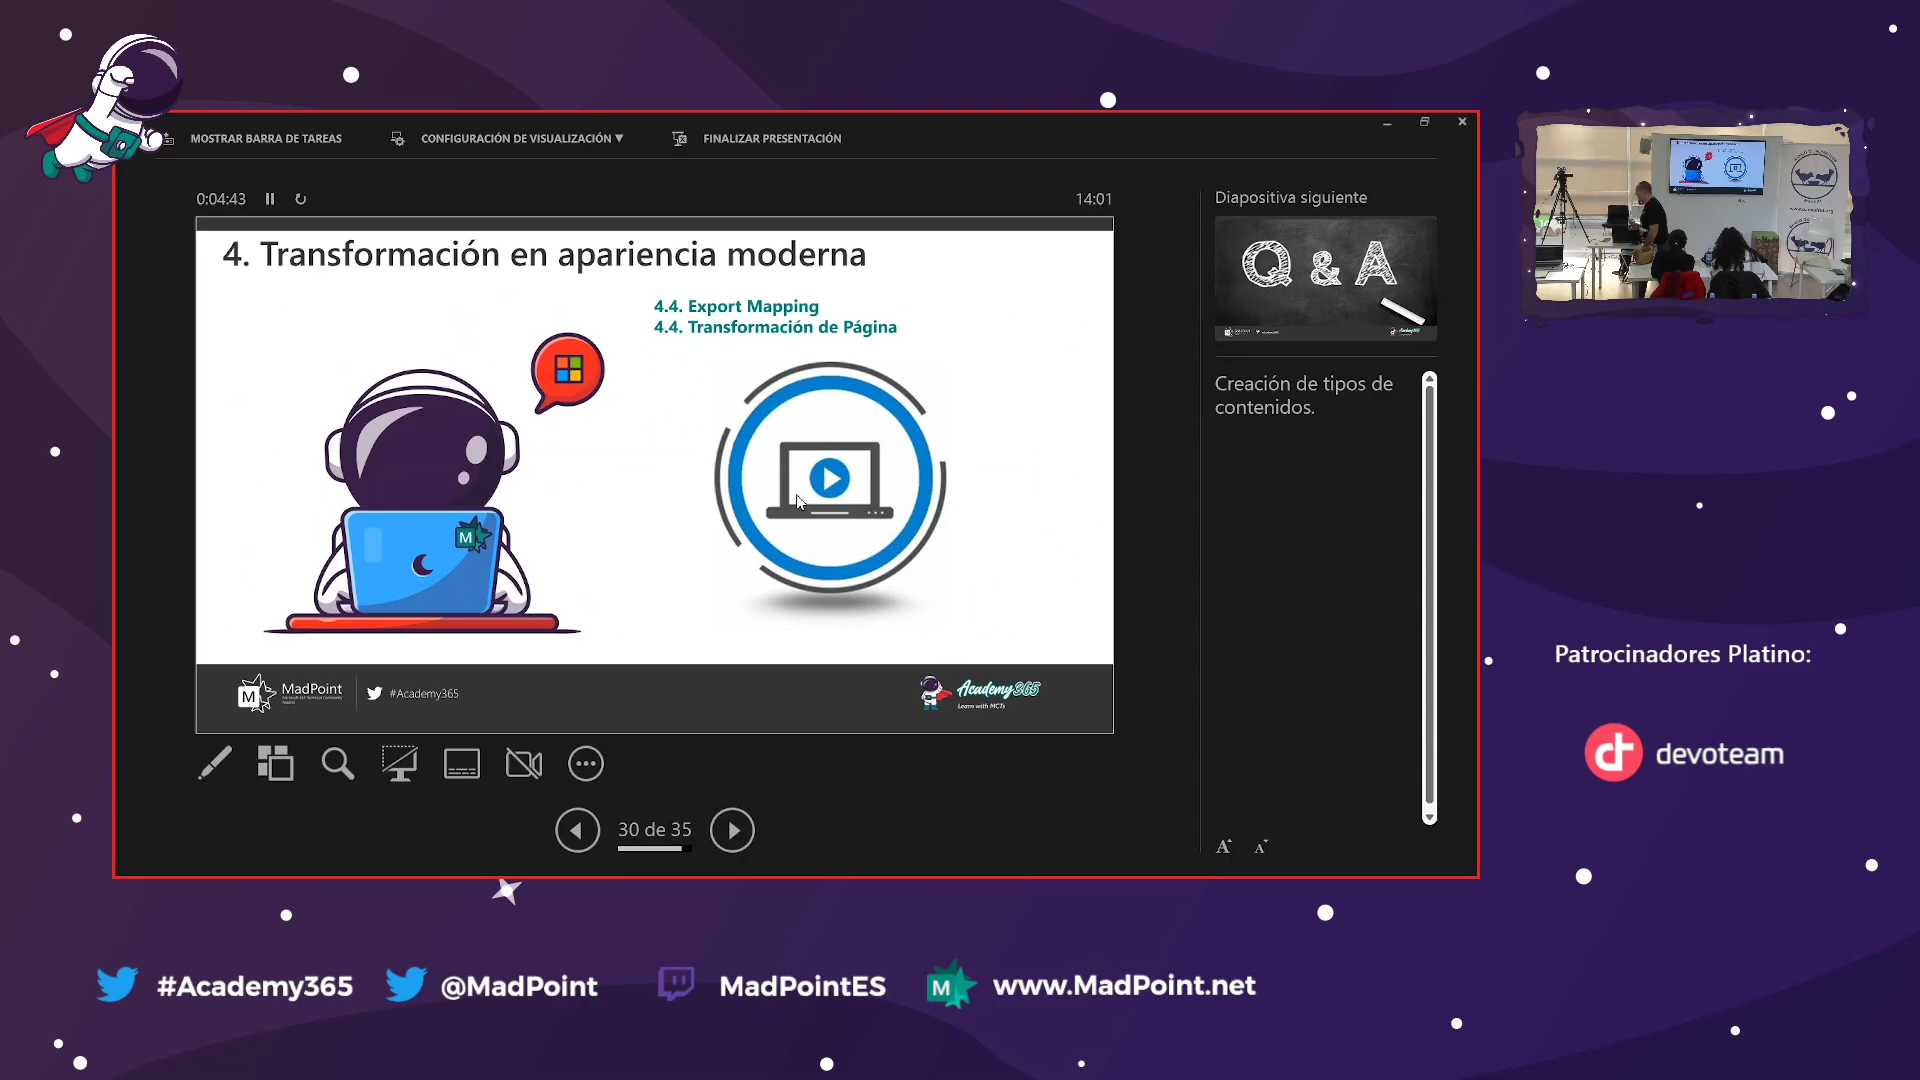 MOSTRAR BARRA DE TAREAS
CONFIGURACIÓN DE VISUALIZACIÓN
FINALIZAR PRESENTACIÓN
0:04:43
14:01
Diapositiva siguiente
4. Transformación en apariencia moderna
4.4. Export Mapping
4.4. Transformación de Página
M
M
MadPoint
#Academy365
Academy365
Learn with MCTs
Q & A
Creación de tipos de
contenidos.
30 de 35
A A
Patrocinadores Platino:
devoteam
#Academy365
@MadPoint
MadPointES
M
www.MadPoint.net